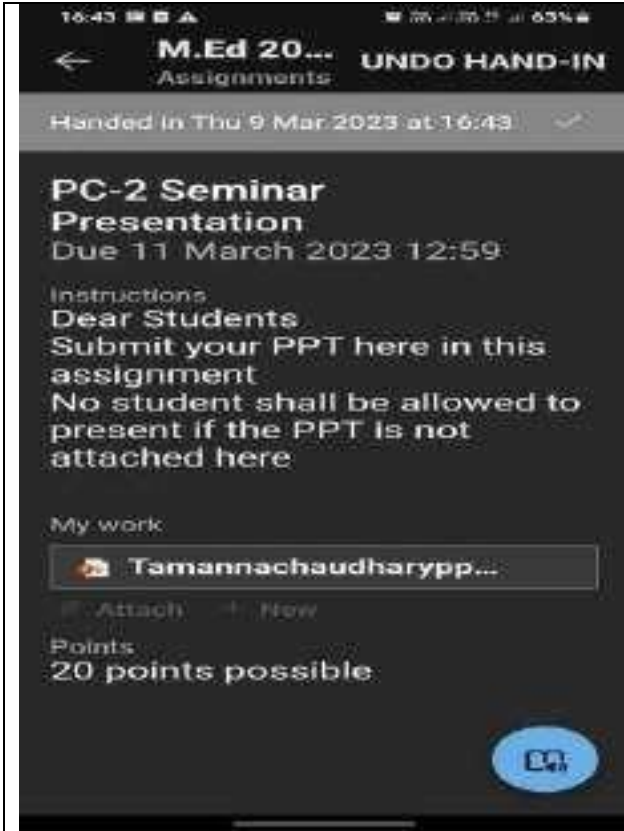 16:43 63%
M.Ed 20... UNDO HAND-IN
Assignments
Handed in Thu 9 Mar 2023 at 16:43
PC-2 Seminar
Presentation
Due 11 March 2023 12:59
Instructions
Dear Students
Submit your PPT here in this
assignment
No student shall be allowed to
present if the PPT is not
attached here
My work
Tamannachaudharypp...
Attach + New
Points
20 points possible